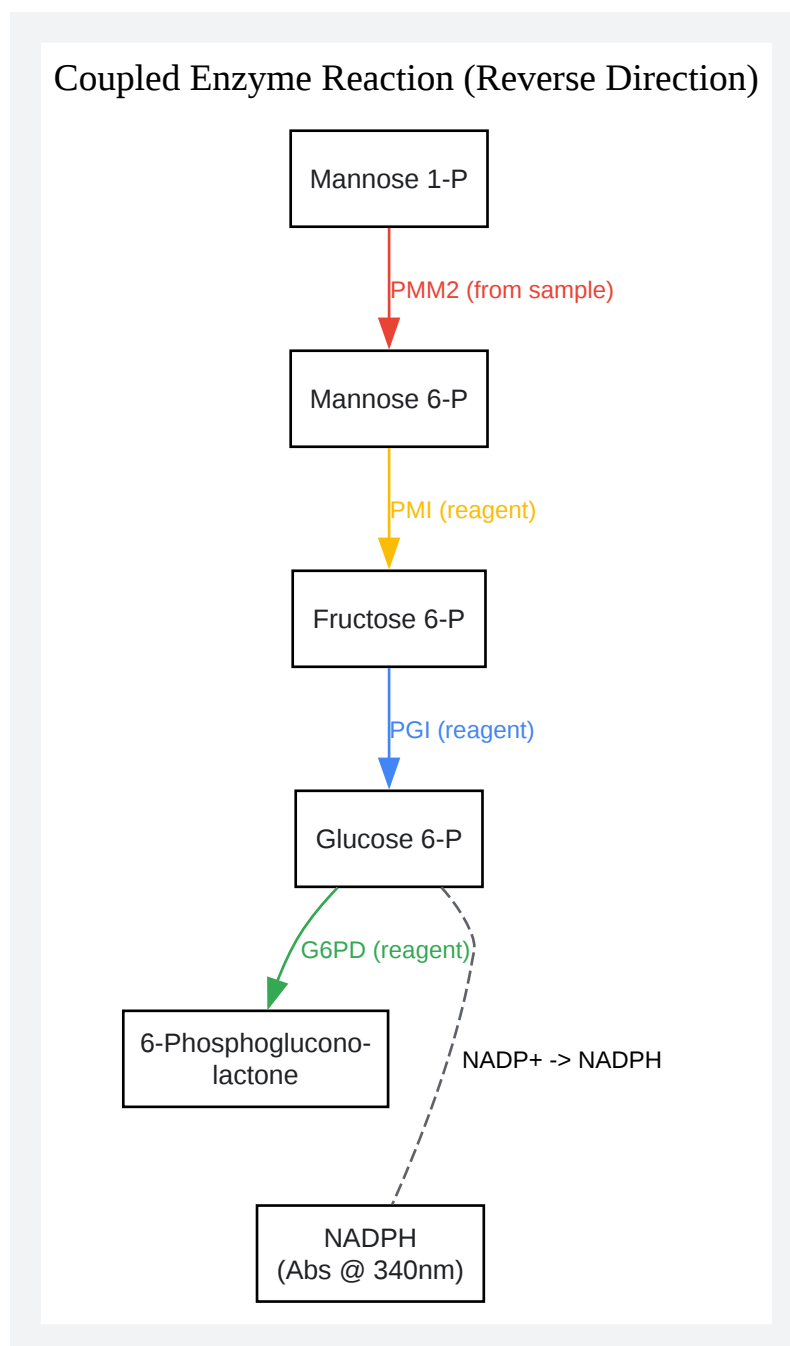 Coupled Enzyme Reaction (Reverse Direction)
Mannose 1-P
PMM2 (from sample)
Mannose 6-P
PMI (reagent)
Fructose 6-P
PGI (reagent)
Glucose 6-P
G6PD (reagent)
6-Phosphoglucono-
lactone
NADP+ -> NADPH
NADPH
(Abs @ 340nm)